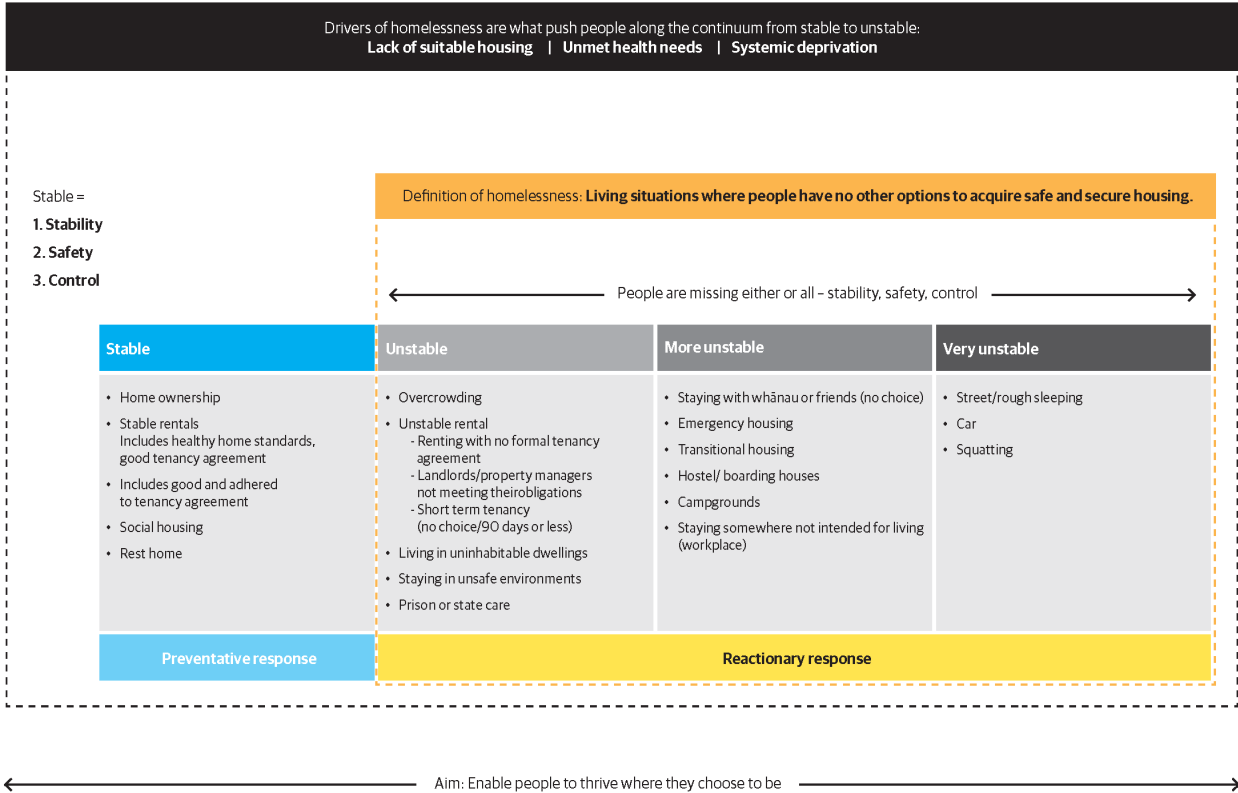 Drivers of homelessness are what push people along the continuum from stable to unstable:
Lack of suitable housing | Unmet health needs | Systemic deprivation
Stable =
1. Stability
2. Safety
3. Control
Definition of homelessness: Living situations where people have no other options to acquire safe and secure housing.
People are missing either or all – stability, safety, control
Stable
• Home ownership
• Stable rentals
Includes healthy home standards,
good tenancy agreement
• Includes good and adhered
to tenancy agreement
• Social housing
• Rest home
Preventative response
Unstable
• Overcrowding
• Unstable rental
- Renting with no formal tenancy
agreement
- Landlords/property managers
not meeting theirobligations
- Short term tenancy
(no choice/90 days or less)
• Living in uninhabitable dwellings
• Staying in unsafe environments
• Prison or state care
More unstable
• Staying with whānau or friends (no choice)
• Emergency housing
• Transitional housing
• Hostel/ boarding houses
• Campgrounds
• Staying somewhere not intended for living
(workplace)
Very unstable
• Street/rough sleeping
• Car
• Squatting
Reactionary response
Aim: Enable people to thrive where they choose to be